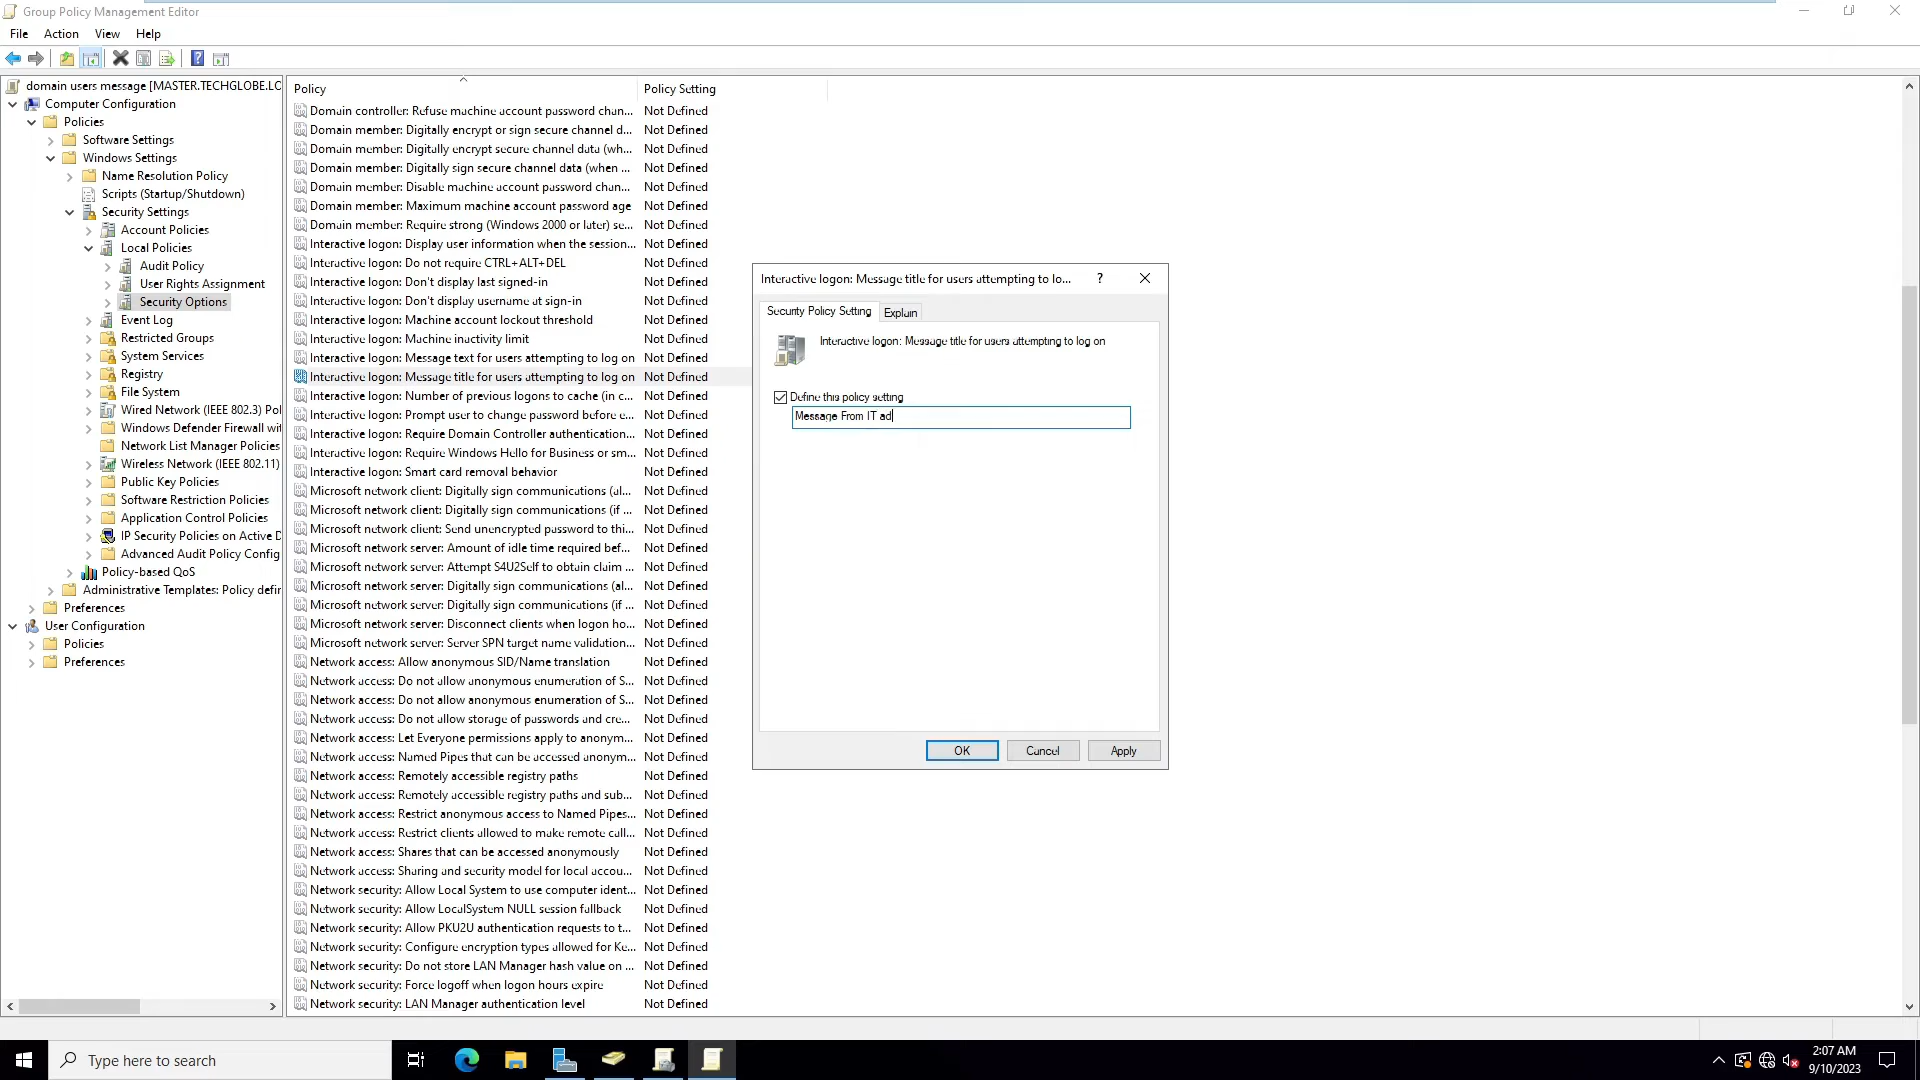 Group Policy Management Editor
File Action View Help
domain users message [MASTER.TECHGLOBE.LO
Computer Configuration
Policies
Software Settings
Windows Settings
Name Resolution Policy
Scripts (Startup/Shutdown)
Security Settings
Account Policies
Local Policies
Audit Policy
User Rights Assignment
Security Options
Event Log
Restricted Groups
System Services
Registry
File System
Wired Network (IEEE 802.3) Pol
Windows Defender Firewall wit
Network List Manager Policies
Wireless Network (IEEE 802.11)
Public Key Policies
Software Restriction Policies
Application Control Policies
IP Security Policies on Active D
Advanced Audit Policy Config
Policy-based QoS
Administrative Templates: Policy defin
Preferences
User Configuration
Policies
Preferences
Policy Policy Setting
Domain controller: Refuse machine account password chan... Not Defined
Domain member: Digitally encrypt or sign secure channel d... Not Defined
Domain member: Digitally encrypt secure channel data (wh... Not Defined
Domain member: Digitally sign secure channel data (when ... Not Defined
Domain member: Disable machine account password chan... Not Defined
Domain member: Maximum machine account password age Not Defined
Domain member: Require strong (Windows 2000 or later) se... Not Defined
Interactive logon: Display user information when the session... Not Defined
Interactive logon: Do not require CTRL+ALT+DEL Not Defined
Interactive logon: Don't display last signed-in Not Defined
Interactive logon: Don't display username at sign-in Not Defined
Interactive logon: Machine account lockout threshold Not Defined
Interactive logon: Machine inactivity limit Not Defined
Interactive logon: Message text for users attempting to log on Not Defined
Interactive logon: Message title for users attempting to log on Not Defined
Interactive logon: Number of previous logons to cache (in c... Not Defined
Interactive logon: Prompt user to change password before e... Not Defined
Interactive logon: Require Domain Controller authentication... Not Defined
Interactive logon: Require Windows Hello for Business or sm... Not Defined
Interactive logon: Smart card removal behavior Not Defined
Microsoft network client: Digitally sign communications (al... Not Defined
Microsoft network client: Digitally sign communications (if ... Not Defined
Microsoft network client: Send unencrypted password to thi... Not Defined
Microsoft network server: Amount of idle time required bef... Not Defined
Microsoft network server: Attempt S4U2Self to obtain claim ... Not Defined
Microsoft network server: Digitally sign communications (al... Not Defined
Microsoft network server: Digitally sign communications (if ... Not Defined
Microsoft network server: Disconnect clients when logon ho... Not Defined
Microsoft network server: Server SPN target name validation... Not Defined
Network access: Allow anonymous SID/Name translation Not Defined
Network access: Do not allow anonymous enumeration of S... Not Defined
Network access: Do not allow anonymous enumeration of S... Not Defined
Network access: Do not allow storage of passwords and cre... Not Defined
Network access: Let Everyone permissions apply to anonym... Not Defined
Network access: Named Pipes that can be accessed anonym... Not Defined
Network access: Remotely accessible registry paths Not Defined
Network access: Remotely accessible registry paths and sub... Not Defined
Network access: Restrict anonymous access to Named Pipes... Not Defined
Network access: Restrict clients allowed to make remote call... Not Defined
Network access: Shares that can be accessed anonymously Not Defined
Network access: Sharing and security model for local accou... Not Defined
Network security: Allow Local System to use computer ident... Not Defined
Network security: Allow LocalSystem NULL session fallback Not Defined
Network security: Allow PKU2U authentication requests to t... Not Defined
Network security: Configure encryption types allowed for Ke... Not Defined
Network security: Do not store LAN Manager hash value on ... Not Defined
Network security: Force logoff when logon hours expire Not Defined
Network security: LAN Manager authentication level Not Defined
Interactive logon: Message title for users attempting to lo... ?
Security Policy Setting Explain
Interactive logon: Message title for users attempting to log on
Define this policy setting
Message From IT ad
OK Cancel Apply
Type here to search
2:07 AM
9/10/2023